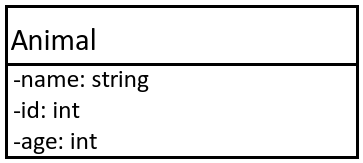 Animal
-name: string
-id: int
-age: int